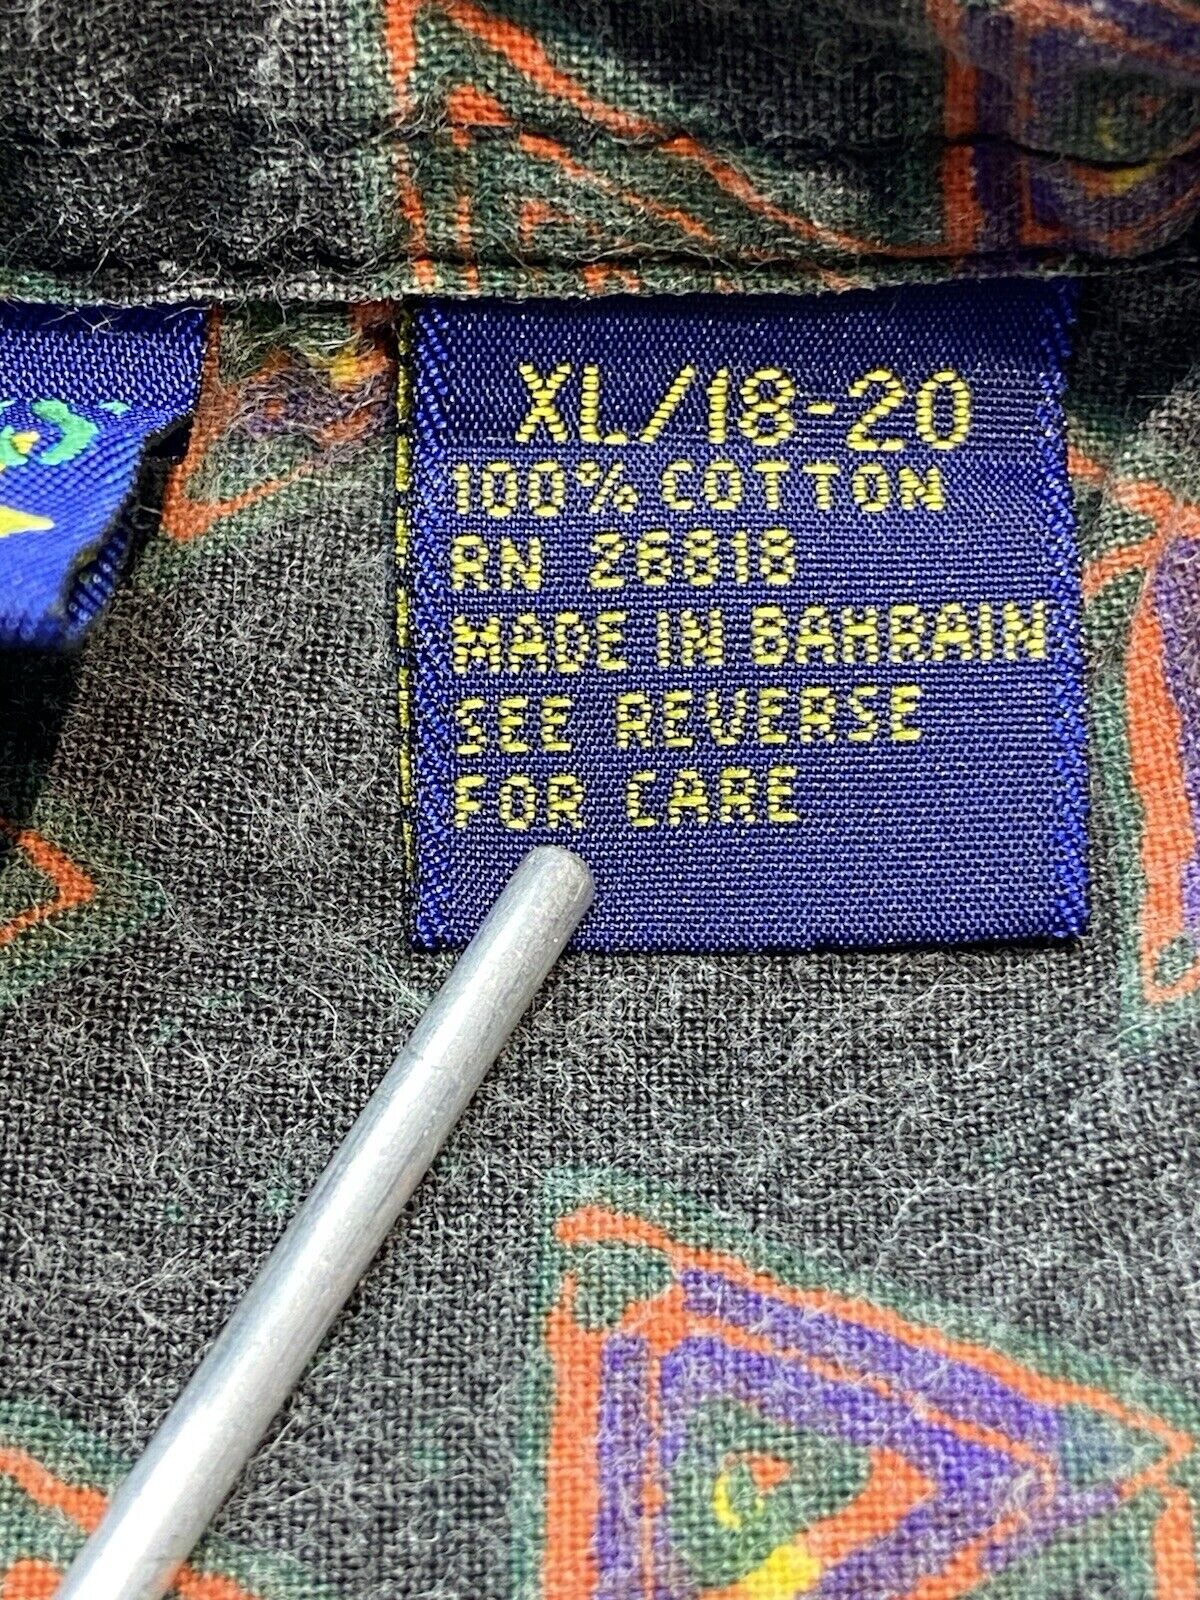 XL/18-20
100% COTTON
RN 26818
MADE IN BAHRAIN
SEE REVERSE
FOR CARE